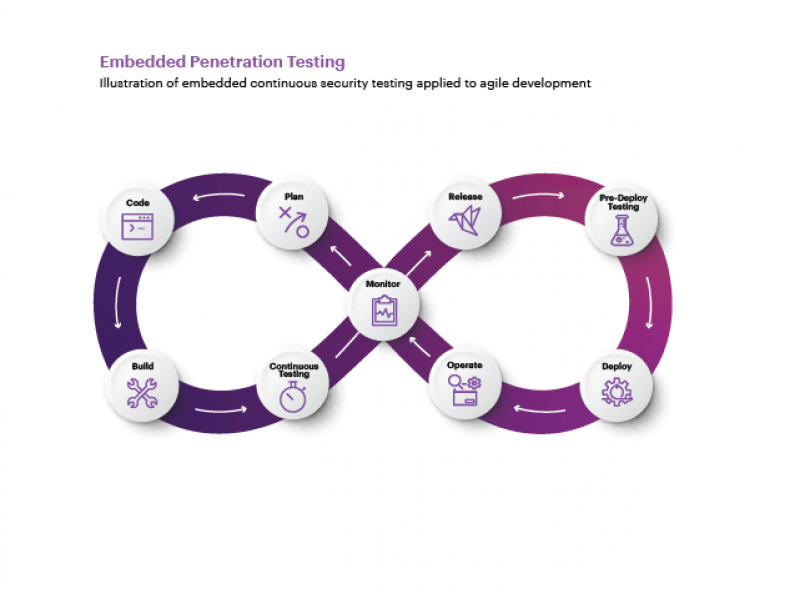 Embedded Penetration Testing
Illustration of embedded continuous security testing applied to agile development
Code
Plan
Release
Pre-Deploy
Testing
Monitor
Build
Continuous
Testing
Operate
Deploy